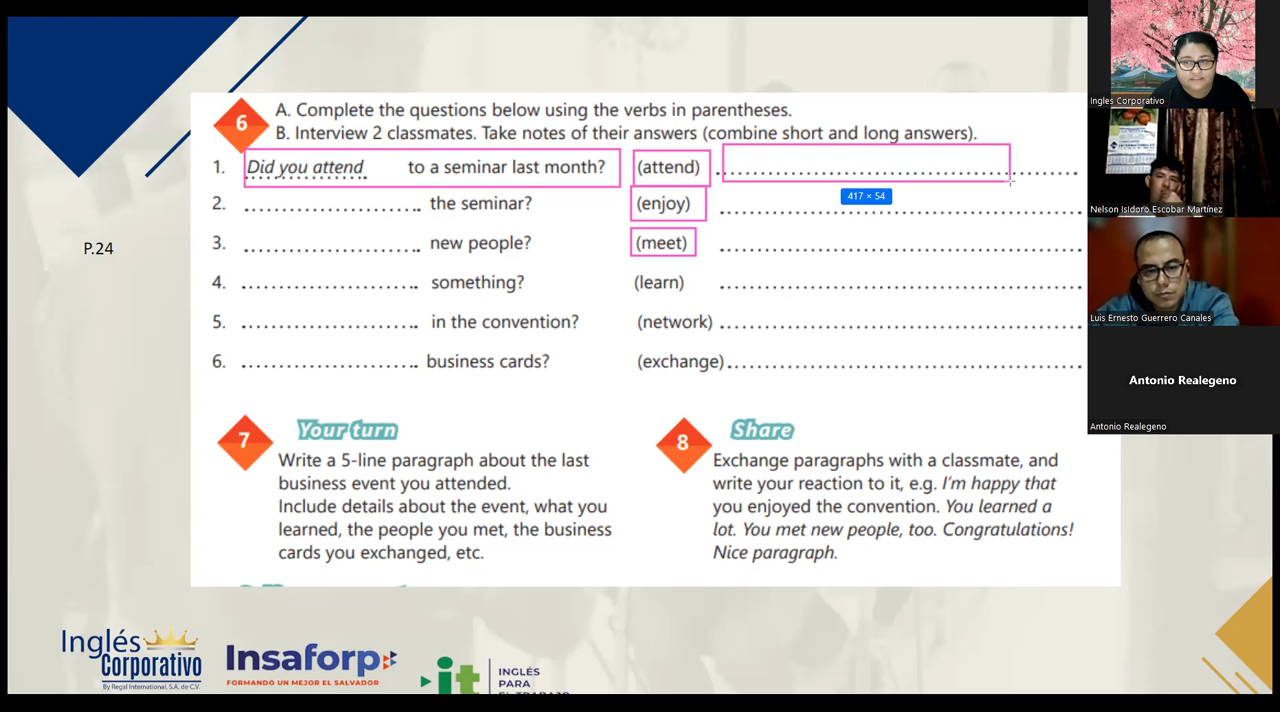 6
A. Complete the questions below using the verbs in parentheses.
B. Interview 2 classmates. Take notes of their answers (combine short and long answers).
1. Did you attend to a seminar last month? (attend)
2. the seminar? (enjoy)
417 × 54
3. new people? (meet)
P.24
4. something? (learn)
5. in the convention? (network)
6. business cards? (exchange)
7
Your turn
Write a 5-line paragraph about the last
business event you attended.
Include details about the event, what you
learned, the people you met, the business
cards you exchanged, etc.
8
Share
Exchange paragraphs with a classmate, and
write your reaction to it, e.g. I'm happy that
you enjoyed the convention. You learned a
lot. You met new people, too. Congratulations!
Nice paragraph.
Inglés
Corporativo
By Regal International, S.A. de C.V.
Insaforp
FORMANDO UN MEJOR EL SALVADOR
it
INGLÉS
PARA
EL TRABAJO
Ingles Corporativo
Nelson Isidoro Escobar Martínez
Luis Ernesto Guerrero Canales
Antonio Realegeno
Antonio Realegeno